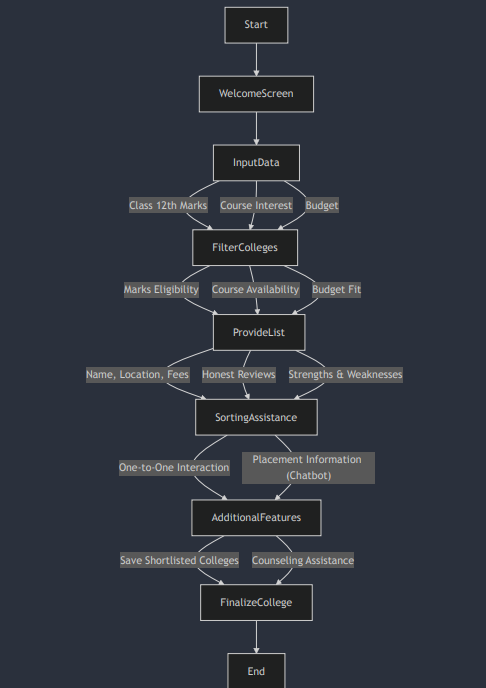 Start
WelcomeScreen
InputData
Class 12th Marks
Course Interest
Budget
FilterColleges
Marks Eligibility
Course Availability
Budget Fit
ProvideList
Name, Location, Fees
Honest Reviews
Strengths & Weaknesses
SortingAssistance
One-to-One Interaction
Placement Information
(Chatbot)
AdditionalFeatures
Save Shortlisted Colleges
Counseling Assistance
FinalizeCollege
End